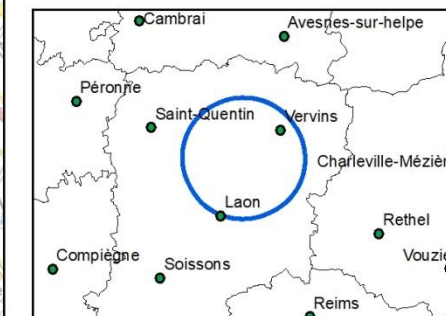 Cambrai
Avesnes-sur-helpe
Péronne
Saint-Quentin
Vervins
Charleville-Mézièr
Laon
Rethel
Compiègne
Soissons
Vouzie
Reims